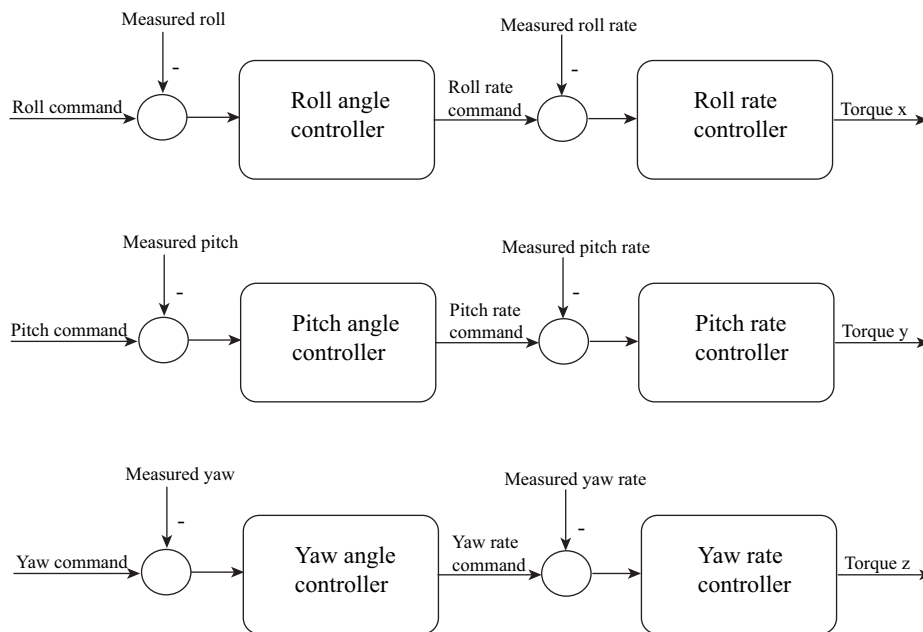 Measured roll
Measured roll rate
-
-
Roll command
Roll angle
controller
Roll rate
command
Roll rate
controller
Torque x
Measured pitch
Measured pitch rate
-
-
Pitch command
Pitch angle
controller
Pitch rate
command
Pitch rate
controller
Torque y
Measured yaw
Measured yaw rate
-
-
Yaw command
Yaw angle
controller
Yaw rate
command
Yaw rate
controller
Torque z